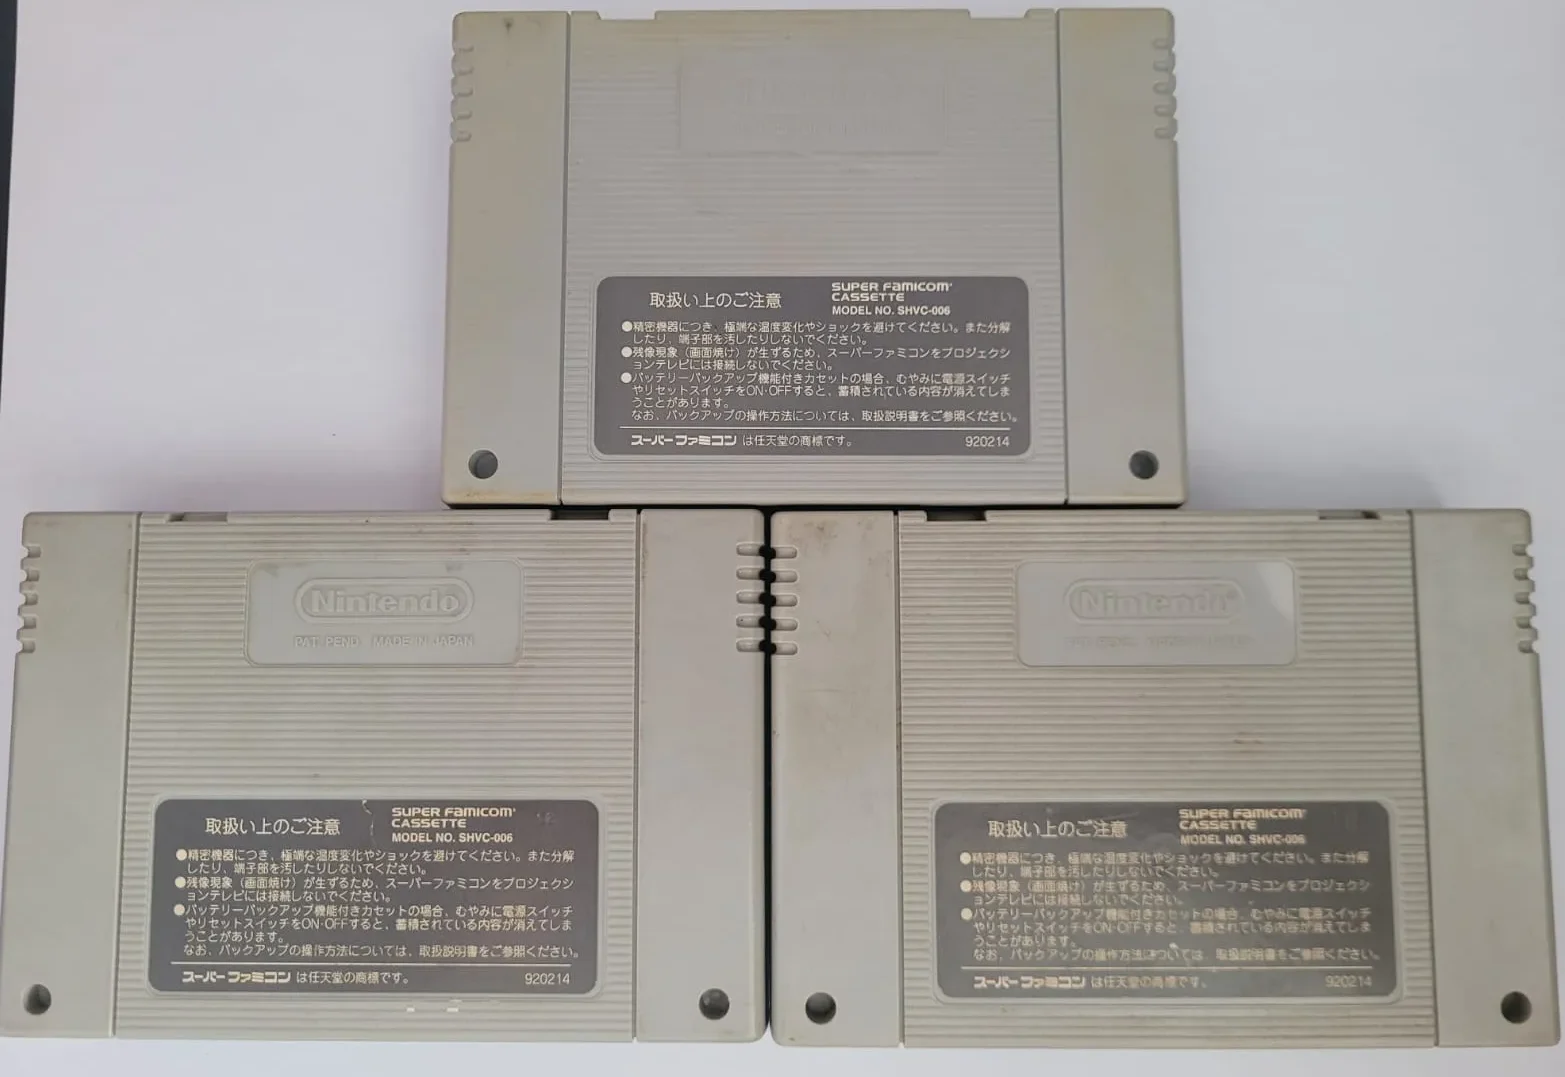 取扱い上のご注意
SUPER FAMICOM
CASSETTE
MODEL NO. SHVC-006
●精密機器につき、極端な温度変化やショックを避けてください。また分解
したり、端子部を汚したりしないでください。
●残像現象(画面焼け)が生ずるため、スーパーファミコンをプロジェクシ
ョンテレビには接続しないでください。
●バッテリーバックアップ機能付きカセットの場合、むやみに電源スイッチ
やリセットスイッチをON・OFFすると、蓄積されている内容が消えてしま
うことがあります。
なお、バックアップの操作方法については、取扱説明書をご参照ください。
スーパーファミコン は任天堂の商標です。 920214
Nintendo
PAT. PEND. MADE IN JAPAN
取扱い上のご注意
SUPER FAMICOM
CASSETTE
MODEL NO. SHVC-006
●精密機器につき、極端な温度変化やショックを避けてください。また分解
したり、端子部を汚したりしないでください。
●残像現象(画面焼け)が生ずるため、スーパーファミコンをプロジェクシ
ョンテレビには接続しないでください。
●バッテリーバックアップ機能付きカセットの場合、むやみに電源スイッチ
やリセットスイッチをON・OFFすると、蓄積されている内容が消えてしま
うことがあります。
なお、バックアップの操作方法については、取扱説明書をご参照ください。
スーパーファミコン は任天堂の商標です。 920214
Nintendo
取扱い上のご注意
SUPER FAMICOM
CASSETTE
MODEL NO. SHVC-006
●精密機器につき、極端な温度変化やショックを避けてください。また分解
したり、端子部を汚したりしないでください。
●残像現象(画面焼け)が生ずるため、スーパーファミコンをプロジェクシ
ョンテレビには接続しないでください。
●バッテリーバックアップ機能付きカセットの場合、むやみに電源スイッチ
やリセットスイッチをON・OFFすると、蓄積されている内容が消えてしま
うことがあります。
なお、バックアップの操作方法については、取扱説明書をご参照ください。
スーパーファミコン は任天堂の商標です。 920214